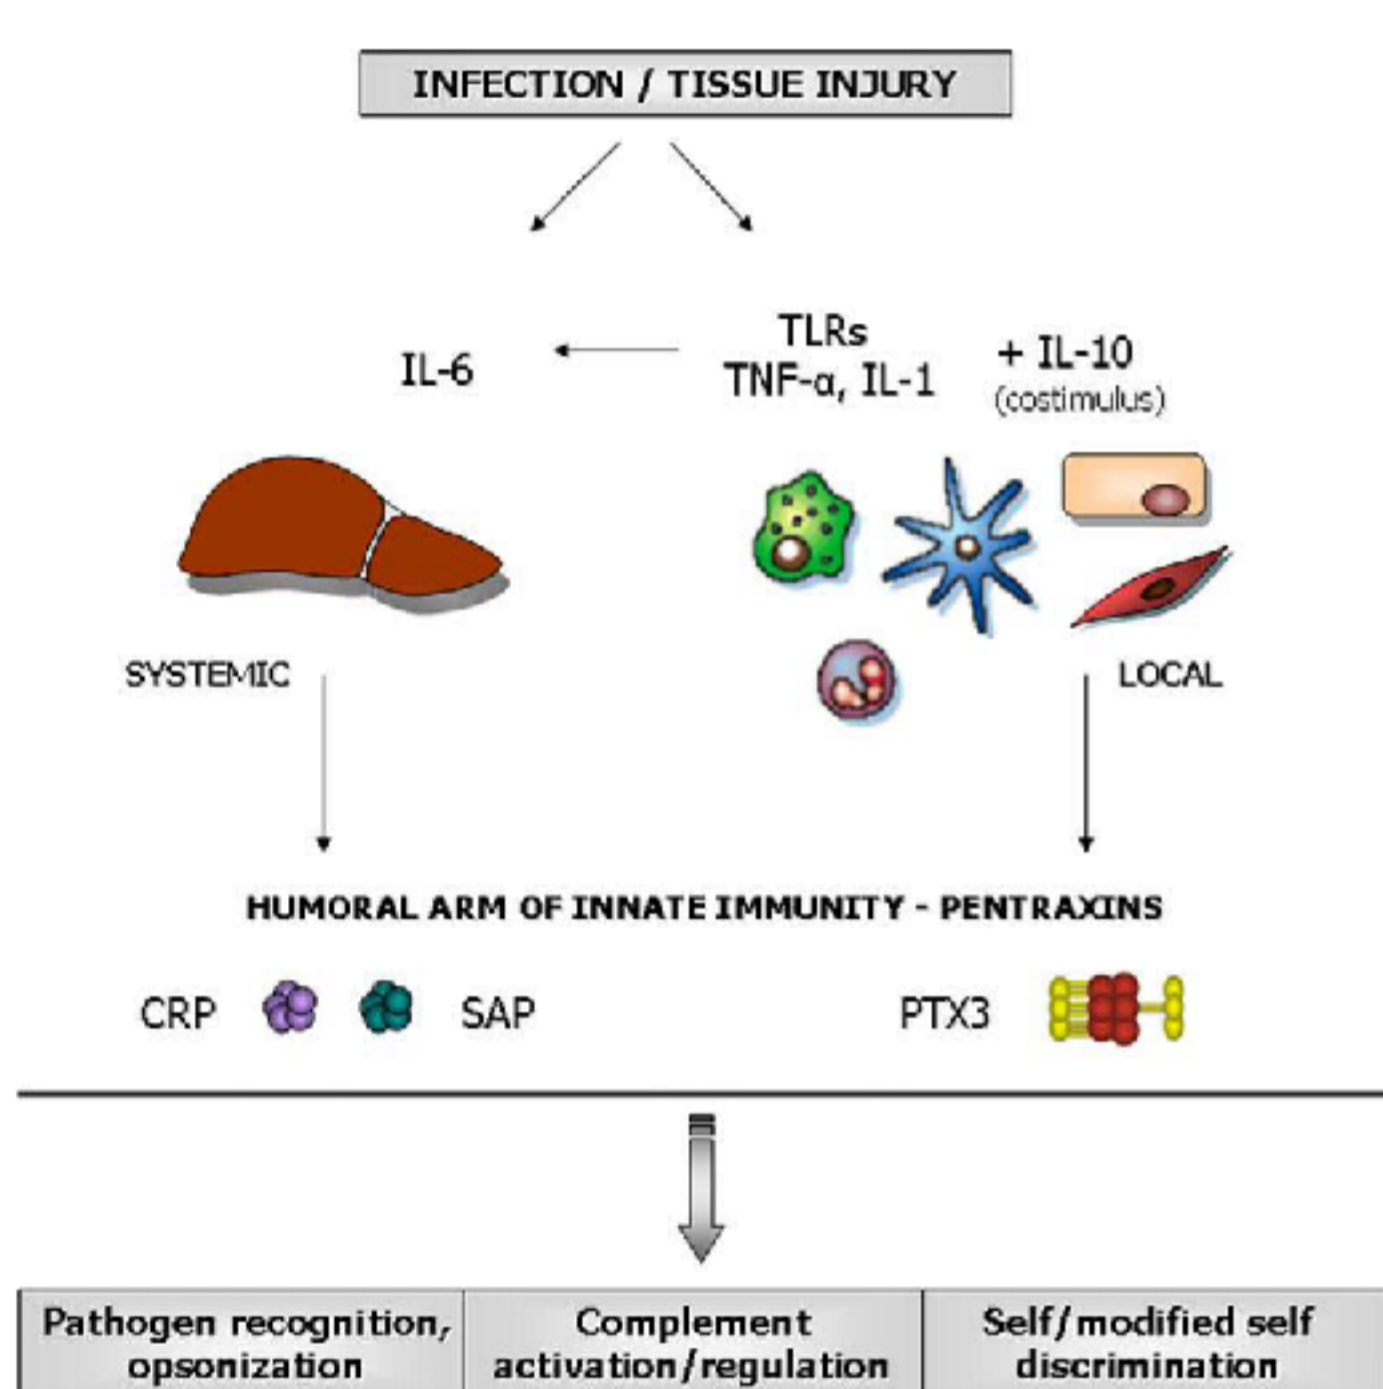 INFECTION / TISSUE INJURY
IL-6
TLRs
TNF-α, IL-1
+ IL-10
(costimulus)
SYSTEMIC
LOCAL
HUMORAL ARM OF INNATE IMMUNITY - PENTRAXINS
CRP
SAP
PTX3
Pathogen recognition,
opsonization
Complement
activation/regulation
Self/modified self
discrimination